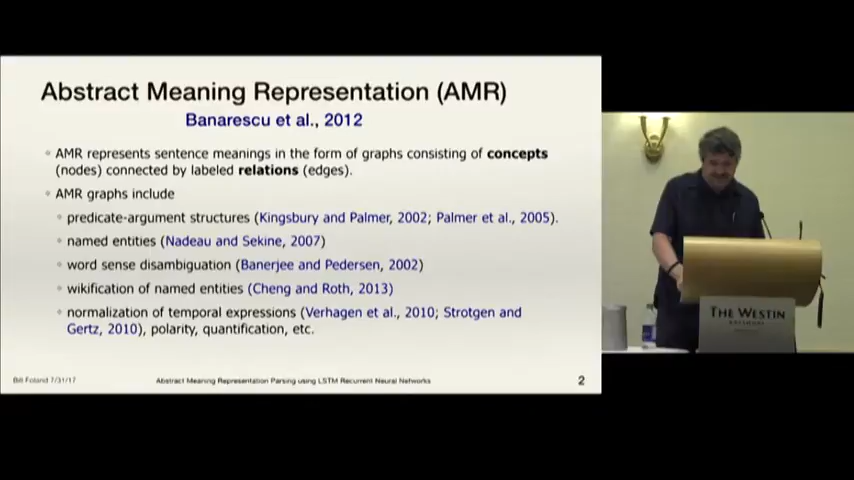 Abstract Meaning Representation (AMR)
Banarescu et al., 2012
AMR represents sentence meanings in the form of graphs consisting of concepts
(nodes) connected by labeled relations (edges).
AMR graphs include
predicate-argument structures (Kingsbury and Palmer, 2002; Palmer et al., 2005).
named entities (Nadeau and Sekine, 2007)
word sense disambiguation (Banerjee and Pedersen, 2002)
wikification of named entities (Cheng and Roth, 2013)
normalization of temporal expressions (Verhagen et al., 2010; Strotgen and
Gertz, 2010), polarity, quantification, etc.
Bill Foland 7/31/17
Abstract Meaning Representation Parsing using LSTM Recurrent Neural Networks
2
THE WESTIN